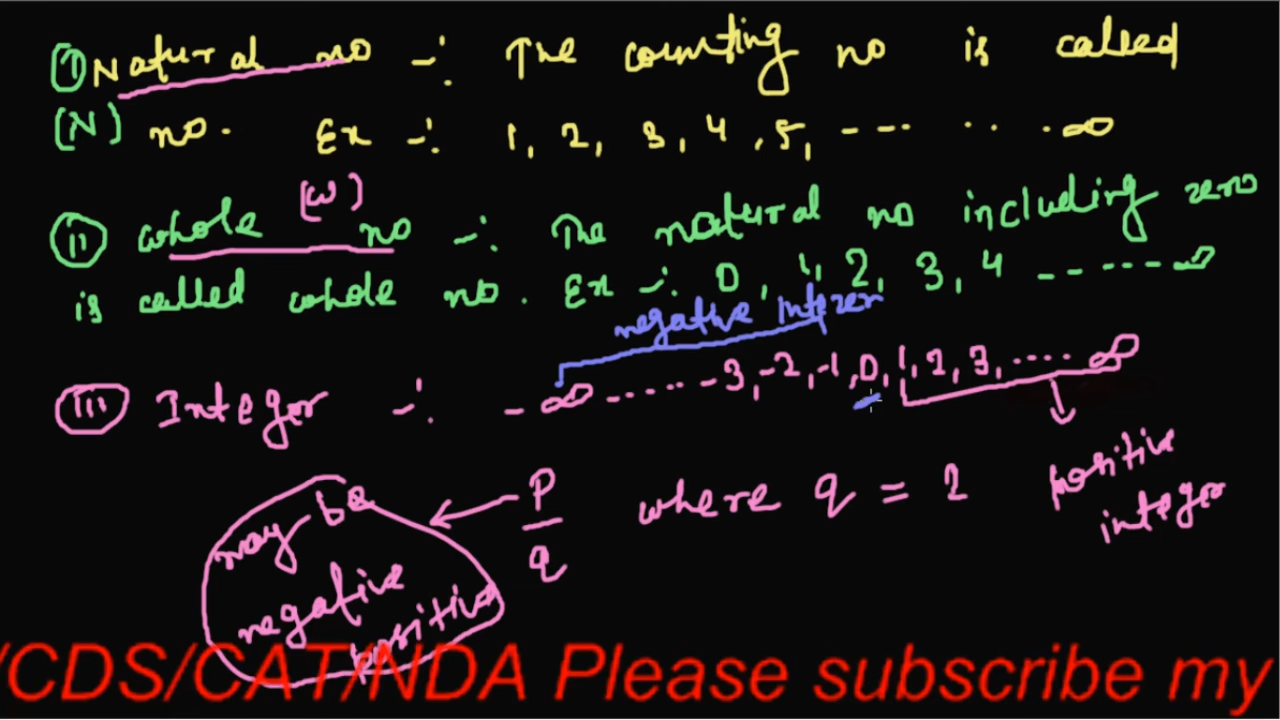 (I) Natural no -: The counting no is called
(N) no. Ex -: 1, 2, 3, 4, 5, --- ... ∞
(W)
(II) whole no -: The natural no including zero
is called whole no. Ex -: 0, 1, 2, 3, 4 ------ ∞
negative intezer
(III) Integer -: -∞ ..... -3, -2, -1, 0, 1, 2, 3, .... ∞
P/q where q = 1
positive
integer
may be
negative
positive
/CDS/CAT/NDA Please subscribe my